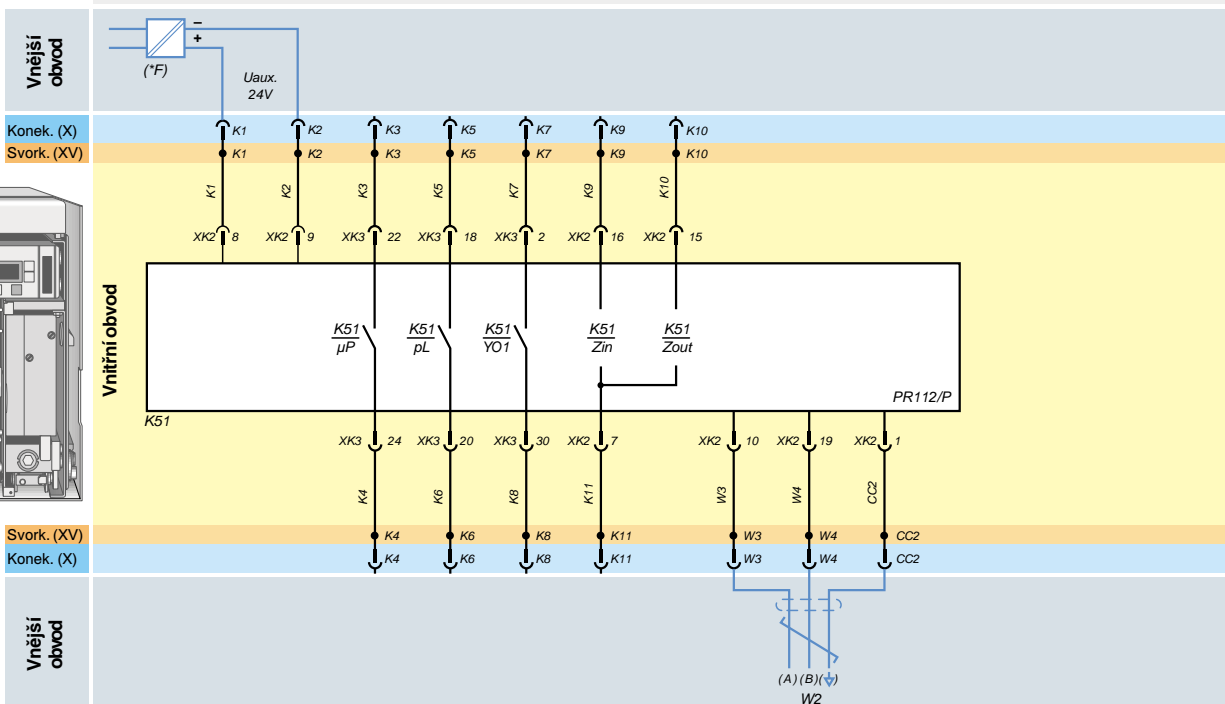 Vnější
obvod
−
+
(*F)
Uaux.
24V
Konek. (X)
K1 K2 K3 K5 K7 K9 K10
Svork. (XV)
K1 K2 K3 K5 K7 K9 K10
K1 K2 K3 K5 K7 K9 K10
XK2 8 XK2 9 XK3 22 XK3 18 XK3 2 XK2 16 XK2 15
Vnitřní obvod
K51 K51 K51 K51 K51
µP pL YO1 Zin Zout
PR112/P
K51
XK3 24 XK3 20 XK3 30 XK2 7 XK2 10 XK2 19 XK2 1
K4 K6 K8 K11 W3 W4 CC2
Svork. (XV)
K4 K6 K8 K11 W3 W4 CC2
Konek. (X)
K4 K6 K8 K11 W3 W4 CC2
Vnější
obvod
(A) (B) ( )
W2